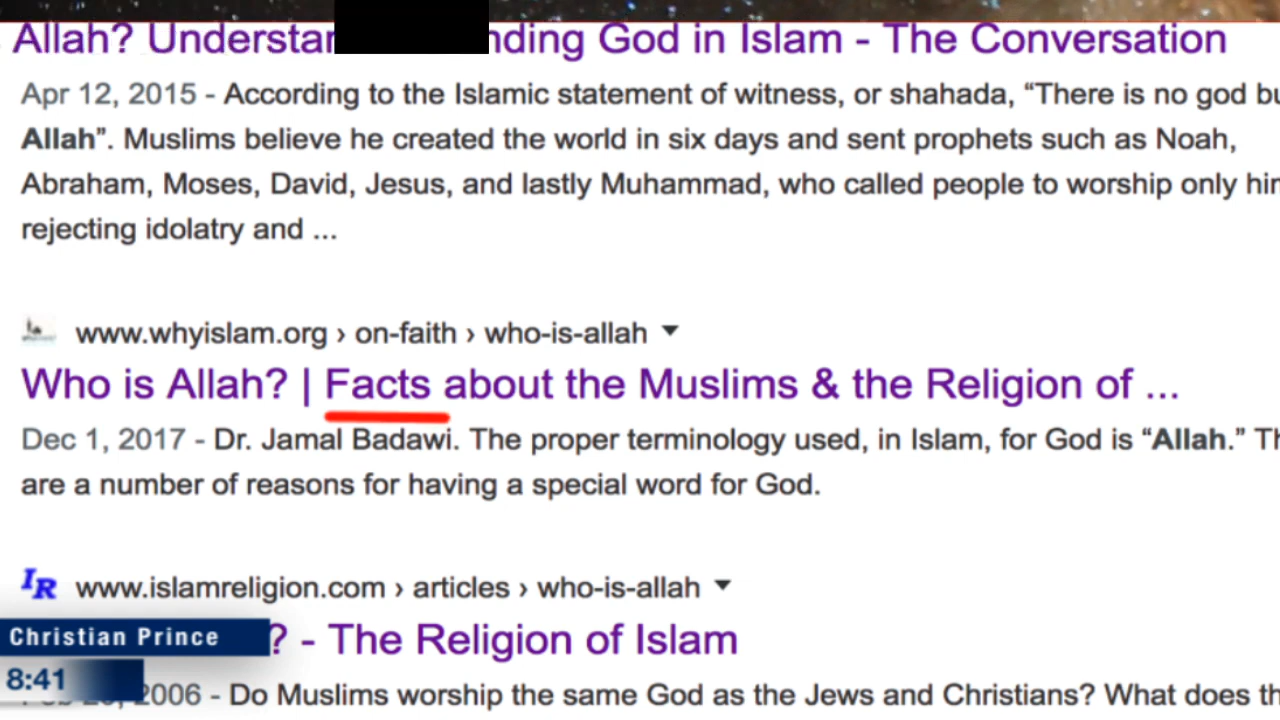 Allah? Understan nding God in Islam - The Conversation
Apr 12, 2015 - According to the Islamic statement of witness, or shahada, “There is no god bu
Allah”. Muslims believe he created the world in six days and sent prophets such as Noah,
Abraham, Moses, David, Jesus, and lastly Muhammad, who called people to worship only him
rejecting idolatry and ...
www.whyislam.org › on-faith › who-is-allah
Who is Allah? | Facts about the Muslims & the Religion of ...
Dec 1, 2017 - Dr. Jamal Badawi. The proper terminology used, in Islam, for God is “Allah.” Th
are a number of reasons for having a special word for God.
IR www.islamreligion.com › articles › who-is-allah
Christian Prince ? - The Religion of Islam
8:41 2006 - Do Muslims worship the same God as the Jews and Christians? What does th